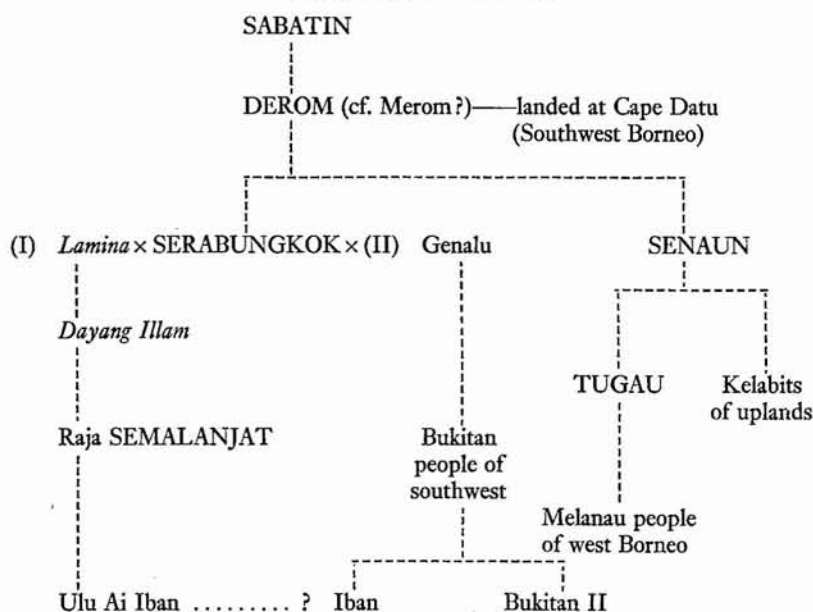 SABATIN
DEROM (cf. Merom?)——landed at Cape Datu
(Southwest Borneo)
(I) Lamina × SERABUNGKOK × (II) Genalu SENAUN
Dayang Illam
TUGAU Kelabits
of uplands
Raja SEMALANJAT Bukitan
people of
southwest
Melanau people
of west Borneo
Ulu Ai Iban ......... ? Iban Bukitan II